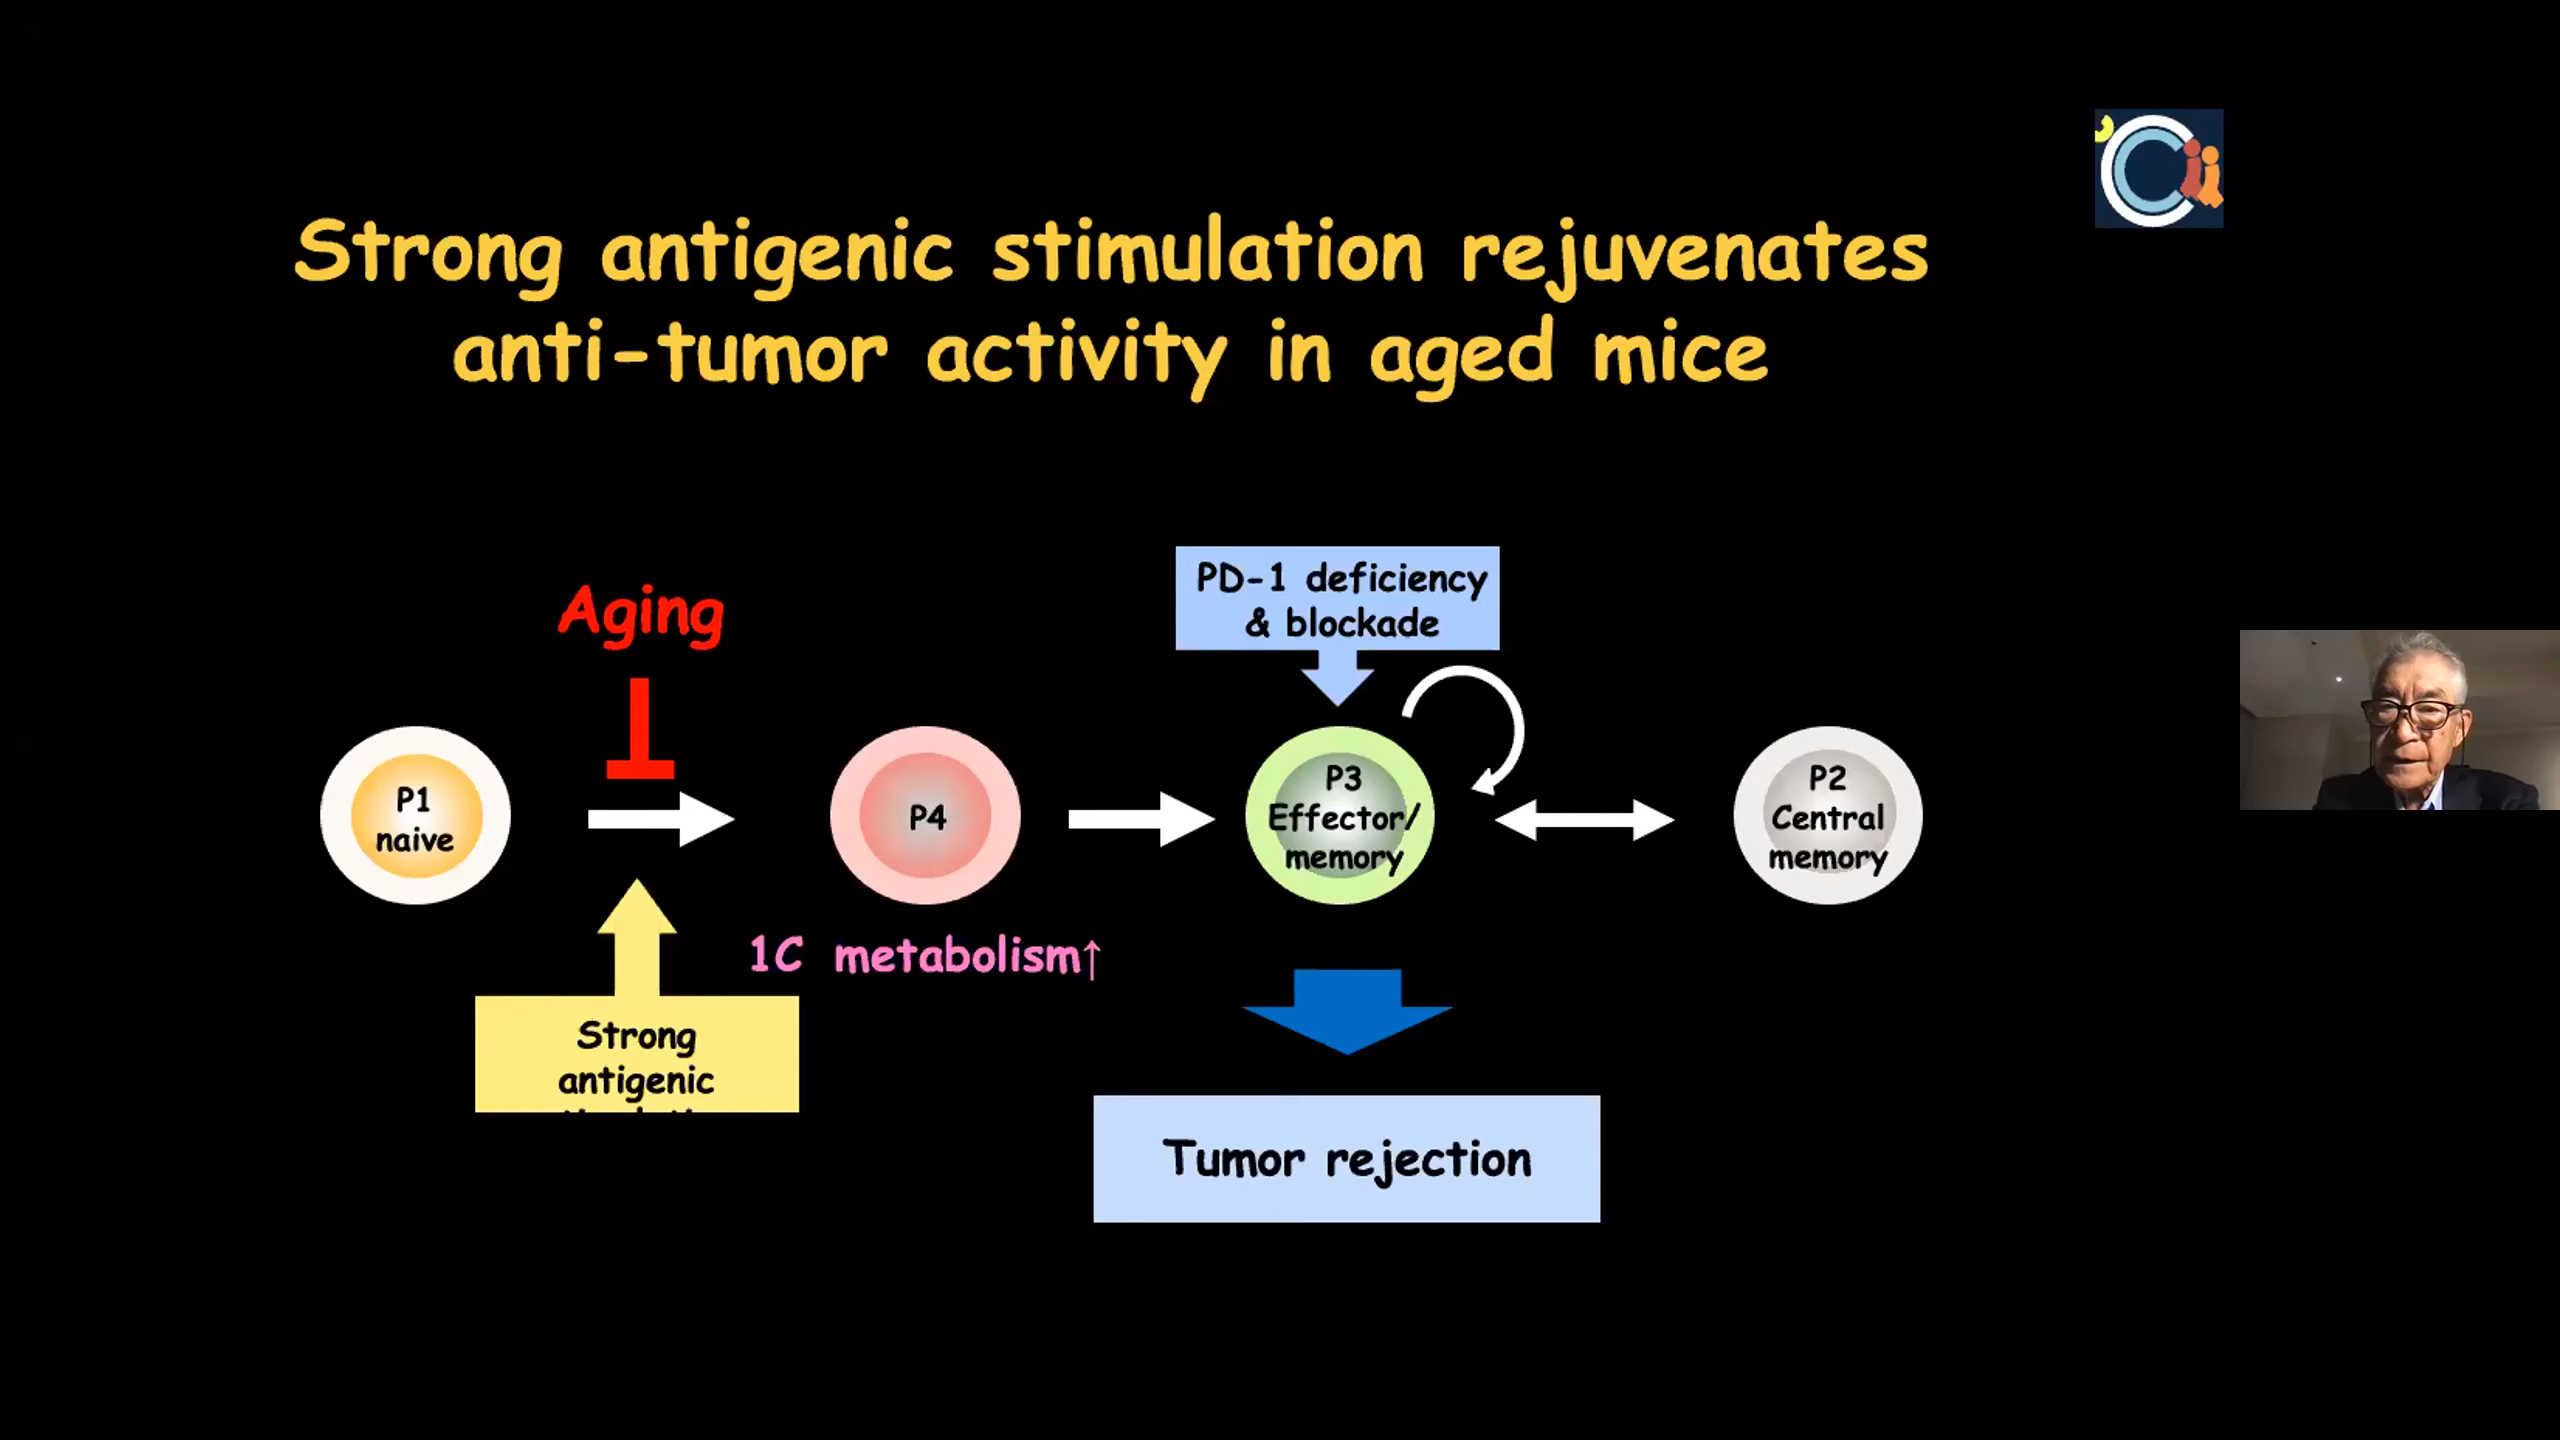 Strong antigenic stimulation rejuvenates
anti-tumor activity in aged mice
PD-1 deficiency
& blockade
Aging
P1
naive
P4
P3
Effector/
memory
P2
Central
memory
1C metabolism↑
Strong
antigenic
Tumor rejection